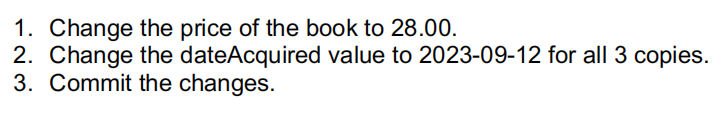 1. Change the price of the book to 28.00.
2. Change the dateAcquired value to 2023-09-12 for all 3 copies.
3. Commit the changes.